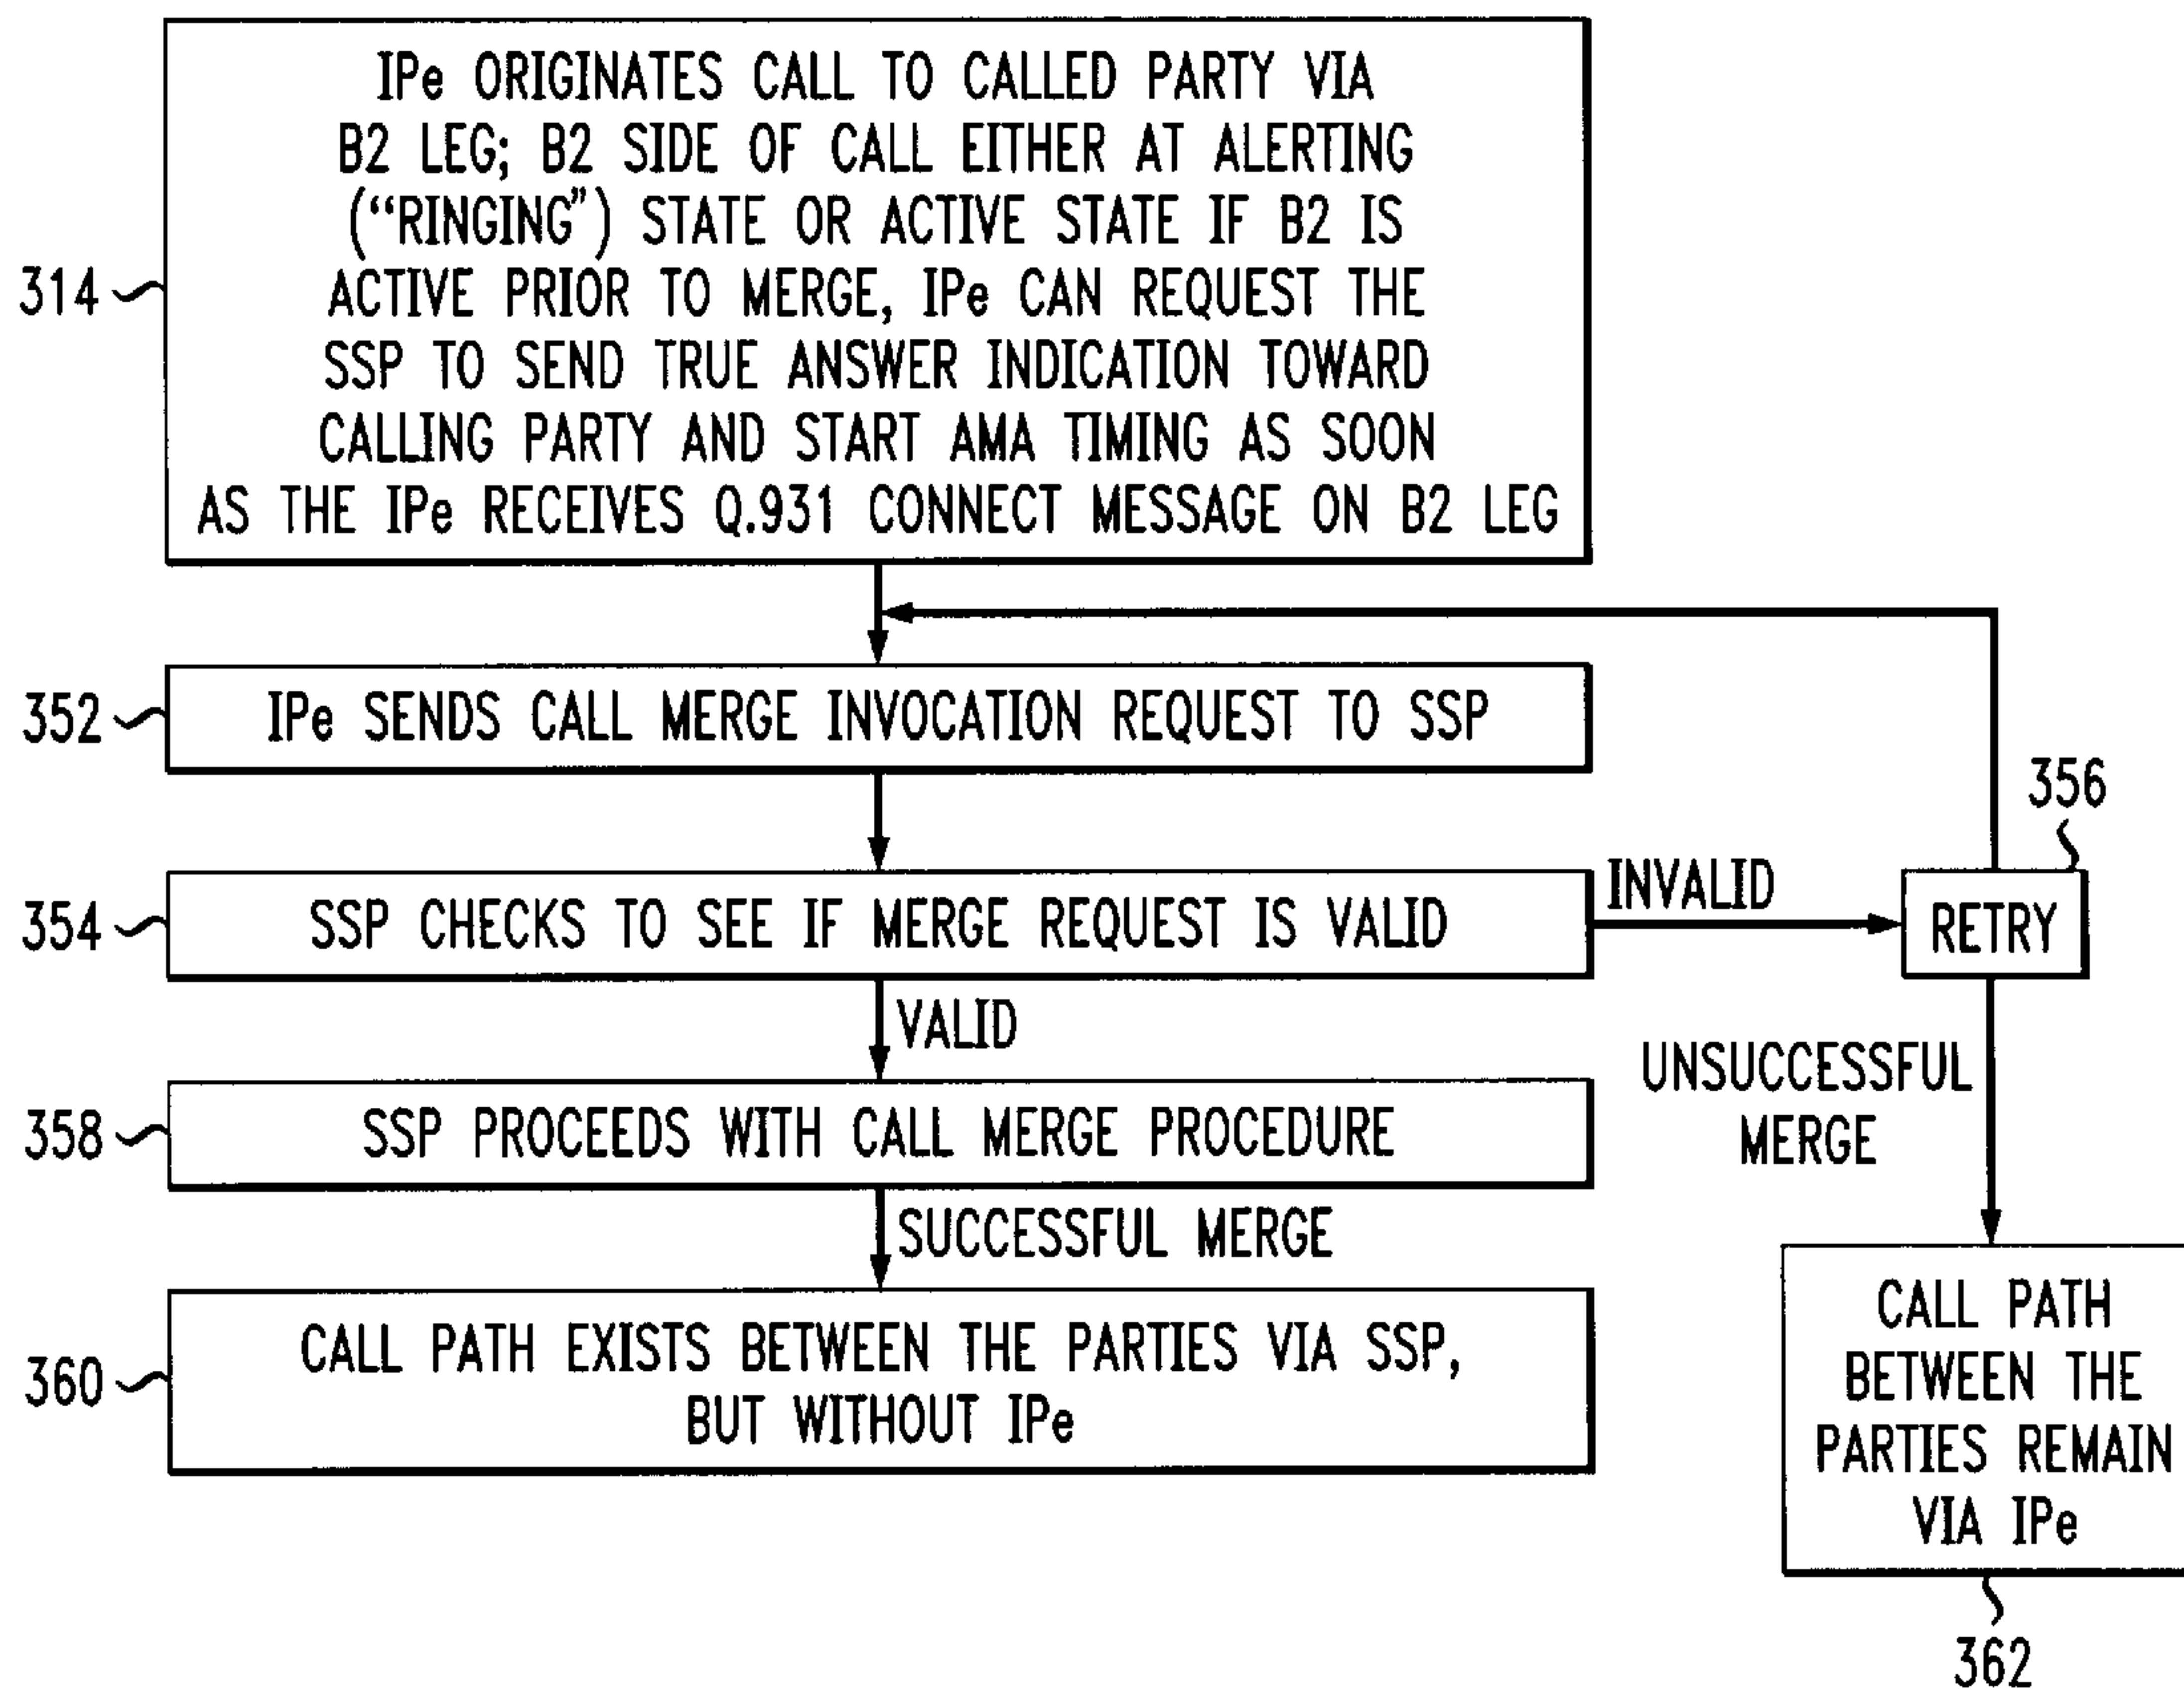 IPe ORIGINATES CALL TO CALLED PARTY VIA
B2 LEG; B2 SIDE OF CALL EITHER AT ALERTING
("RINGING") STATE OR ACTIVE STATE IF B2 IS
ACTIVE PRIOR TO MERGE, IPe CAN REQUEST THE
SSP TO SEND TRUE ANSWER INDICATION TOWARD
CALLING PARTY AND START AMA TIMING AS SOON
AS THE IPe RECEIVES Q.931 CONNECT MESSAGE ON B2 LEG
314
352
IPe SENDS CALL MERGE INVOCATION REQUEST TO SSP
356
354
SSP CHECKS TO SEE IF MERGE REQUEST IS VALID
INVALID
RETRY
VALID
UNSUCCESSFUL
MERGE
358
SSP PROCEEDS WITH CALL MERGE PROCEDURE
SUCCESSFUL MERGE
360
CALL PATH EXISTS BETWEEN THE PARTIES VIA SSP,
BUT WITHOUT IPe
CALL PATH
BETWEEN THE
PARTIES REMAIN
VIA IPe
362